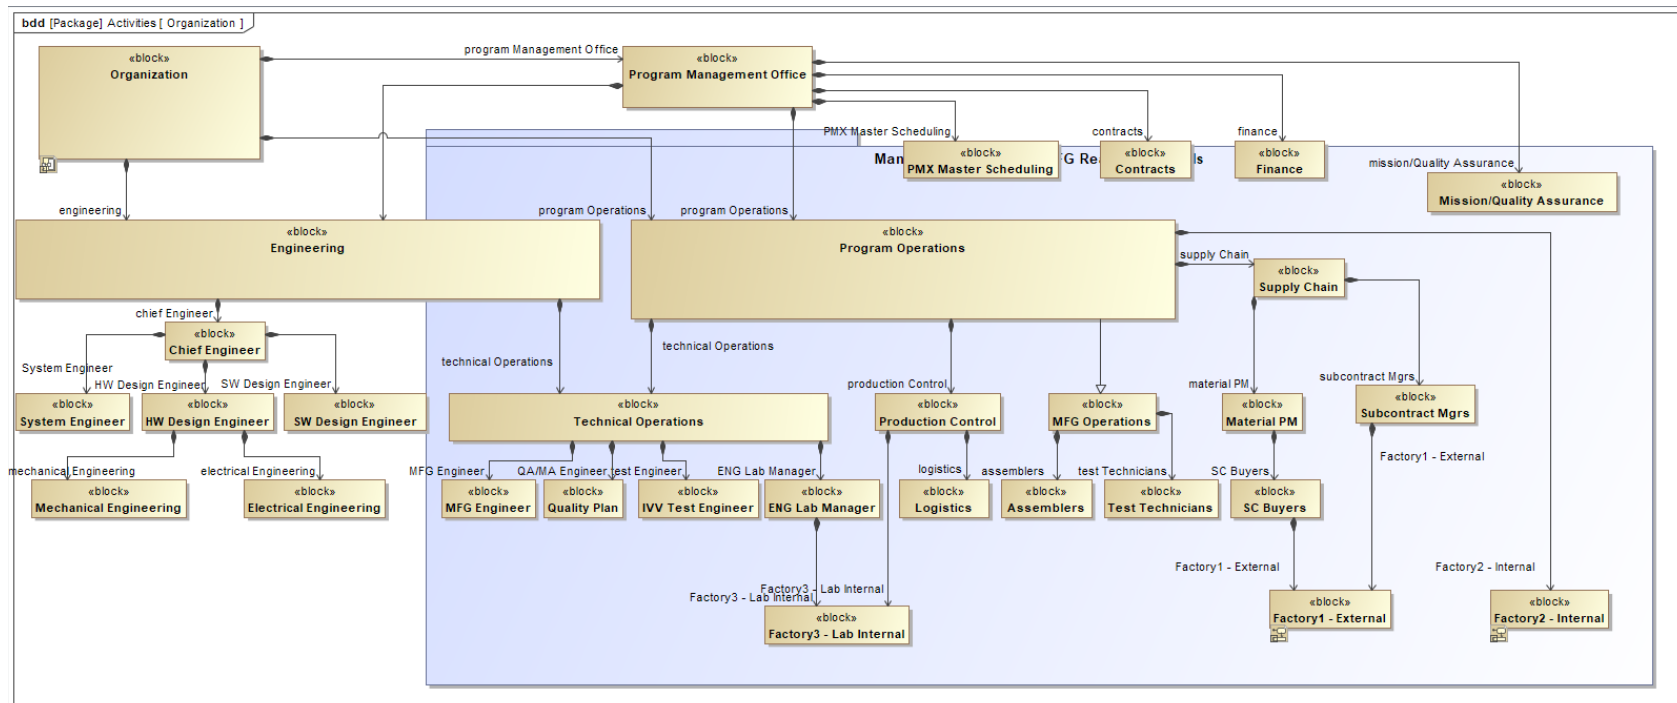 bdd [Package] Activities [ Organization ]
«block»
Organization
program Management Office
«block»
Program Management Office
PMX Master Scheduling
contracts
finance
mission/Quality Assurance
«block»
PMX Master Scheduling
«block»
Contracts
«block»
Finance
«block»
Mission/Quality Assurance
engineering
program Operations
program Operations
«block»
Engineering
«block»
Program Operations
supply Chain
«block»
Supply Chain
chief Engineer
«block»
Chief Engineer
technical Operations
technical Operations
System Engineer
HW Design Engineer
SW Design Engineer
production Control
material PM
subcontract Mgrs
«block»
System Engineer
«block»
HW Design Engineer
«block»
SW Design Engineer
«block»
Technical Operations
«block»
Production Control
«block»
MFG Operations
«block»
Material PM
«block»
Subcontract Mgrs
mechanical Engineering
electrical Engineering
MFG Engineer
QA/MA Engineer
test Engineer
ENG Lab Manager
logistics
assemblers
test Technicians
SC Buyers
Factory1 - External
«block»
Mechanical Engineering
«block»
Electrical Engineering
«block»
MFG Engineer
«block»
Quality Plan
«block»
IVV Test Engineer
«block»
ENG Lab Manager
«block»
Logistics
«block»
Assemblers
«block»
Test Technicians
«block»
SC Buyers
Factory3 - Lab Internal
Factory3 - Lab Internal
Factory1 - External
Factory2 - Internal
«block»
Factory3 - Lab Internal
«block»
Factory1 - External
«block»
Factory2 - Internal